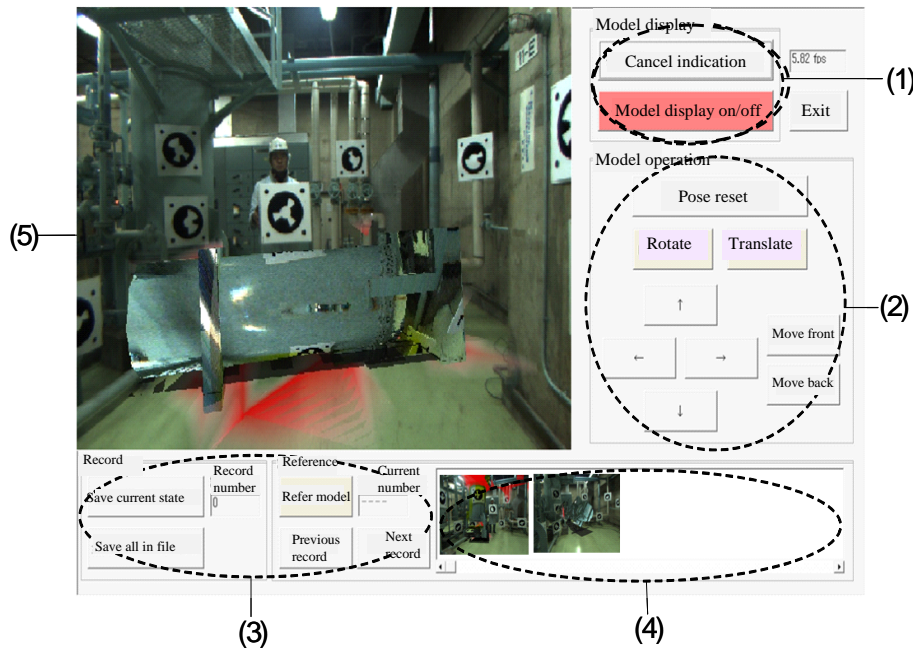 Model display
Cancel indication
5.82 fps
(1)
Model display on/off
Exit
Model operation
Pose reset
(5)
Rotate
Translate
(2)
↑
Move front
←
→
Move back
↓
Record
Reference
Record
number
Current
number
Save current state
0
Refer model
----
Save all in file
Previous
record
Next
record
(3)
(4)